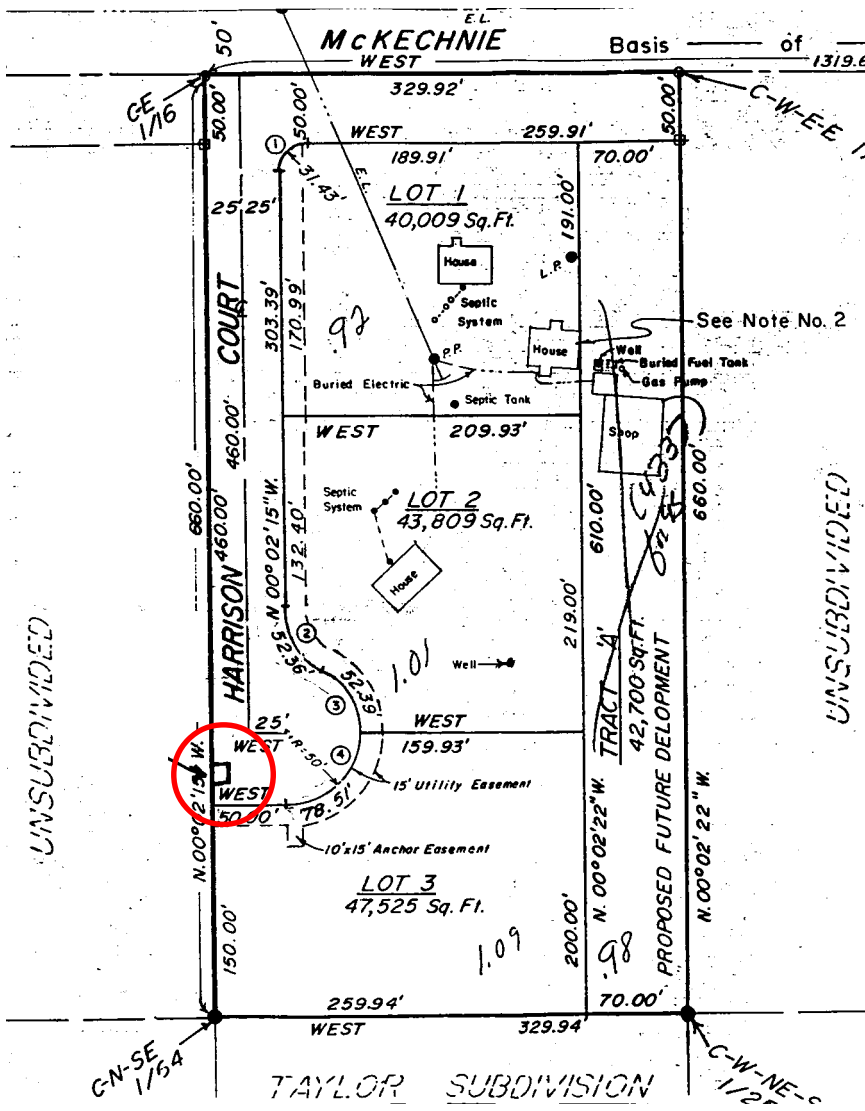 E.L.
50'
McKECHNIE
Basis of
WEST
1319.6
329.92'
C-E
1/16
50.00'
50.00'
50.00'
C-W-E-E
1
WEST
259.91'
189.91'
70.00'
31.43'
E.L.
LOT 1
40,009 Sq.Ft.
25' 25'
191.00'
L.P.
House
Septic
System
303.39'
170.99'
.92
P.P.
House
See Note No. 2
Well
Buried Fuel Tank
Gas Pump
Buried Electric
Septic Tank
Shop
WEST
209.93'
HARRISON COURT
660.00'
460.00'
460.00'
N 00°02'15"W.
132.40'
Septic
System
LOT 2
43,809 Sq.Ft.
House
610.00'
219.00'
660.00'
1
2
3
4
52.36'
52.39
1.01
Well
TRACT 'A'
42,700 Sq.FT.
PROPOSED FUTURE DELOPMENT
UNSUBDIVIDED
UNSUBDIVIDED
25'
WEST
R=50'
WEST
159.93'
WEST
50.00'
78.51'
15' Utility Easement
10'x15' Anchor Easement
N.00°02'15"W.
N. 00°02'22"W.
N.00°02'22"W.
LOT 3
47,525 Sq. Ft.
150.00'
1.09
200.00'
.98
259.94'
70.00'
WEST
329.94
C-N-SE
1/64
C-W-NE-S
TAYLOR SUBDIVISION